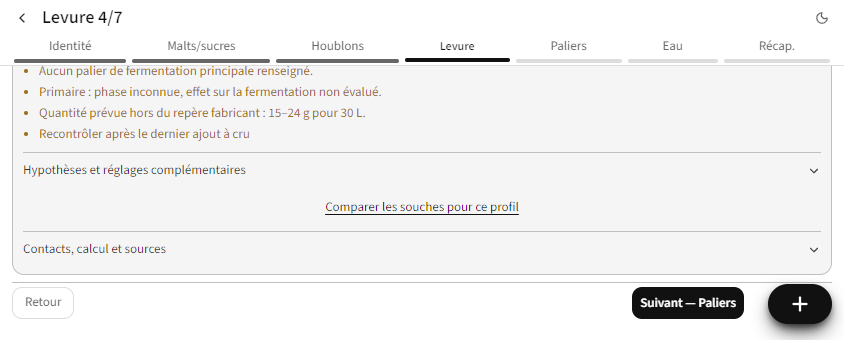 Levure 4/7
Identité
Malts/sucres
Houblons
Levure
Paliers
Eau
Récap.
Aucun palier de fermentation principale renseigné.
Primaire : phase inconnue, effet sur la fermentation non évalué.
Quantité prévue hors du repère fabricant : 15–24 g pour 30 L.
Recontrôler après le dernier ajout à cru
Hypothèses et réglages complémentaires
Comparer les souches pour ce profil
Contacts, calcul et sources
Retour
Suivant — Paliers
+